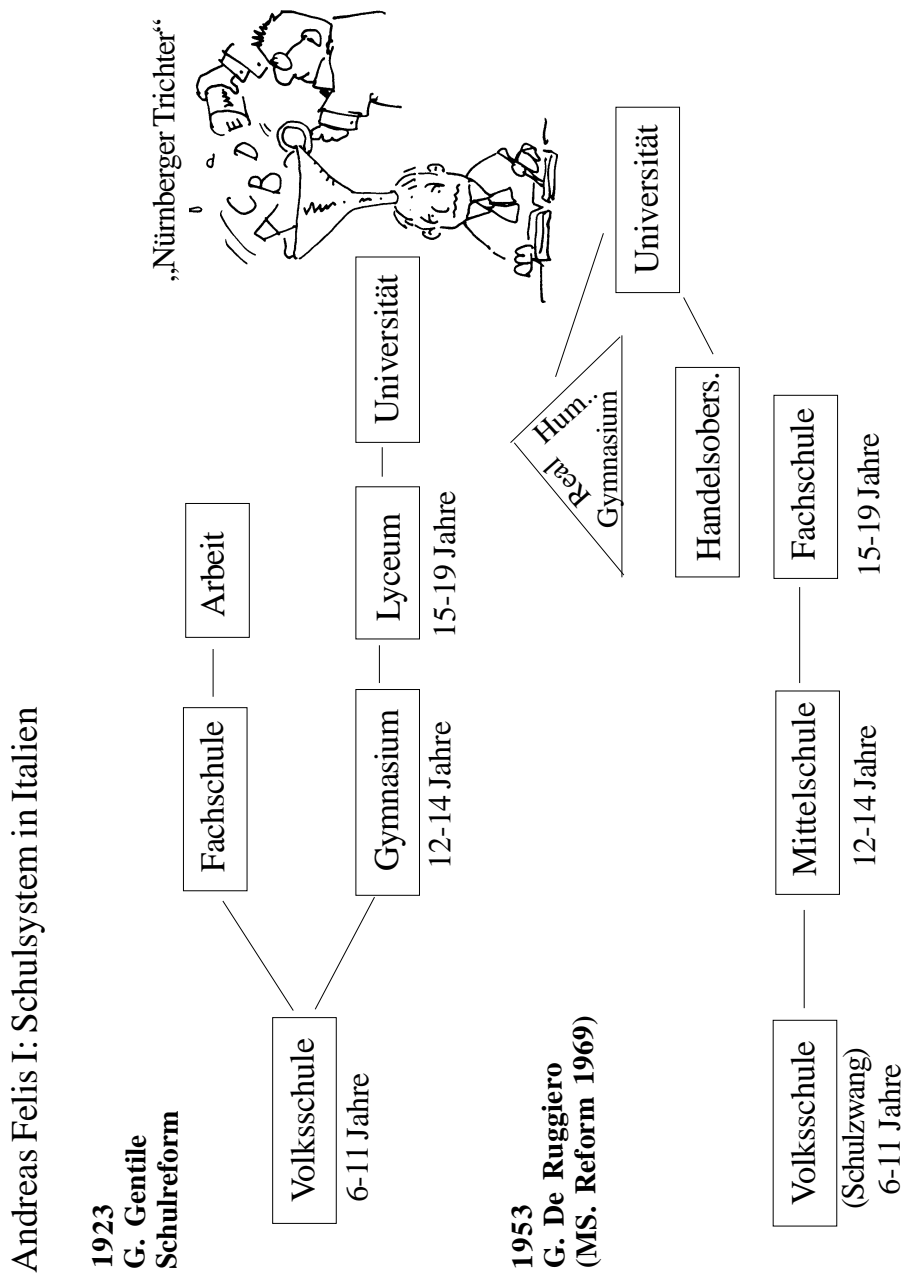 Andreas Felis I: Schulsystem in Italien
1923
G. Gentile
Schulreform
„Nürnberger Trichter“
E
D
C
B
A
d
Volksschule
6-11 Jahre
Fachschule
Arbeit
Gymnasium
12-14 Jahre
Lyceum
15-19 Jahre
Universität
1953
G. De Ruggiero
(MS. Reform 1969)
Volksschule
(Schulzwang)
6-11 Jahre
Mittelschule
12-14 Jahre
Real
Hum..
Gymnasium
Handelsobers.
Fachschule
15-19 Jahre
Universität